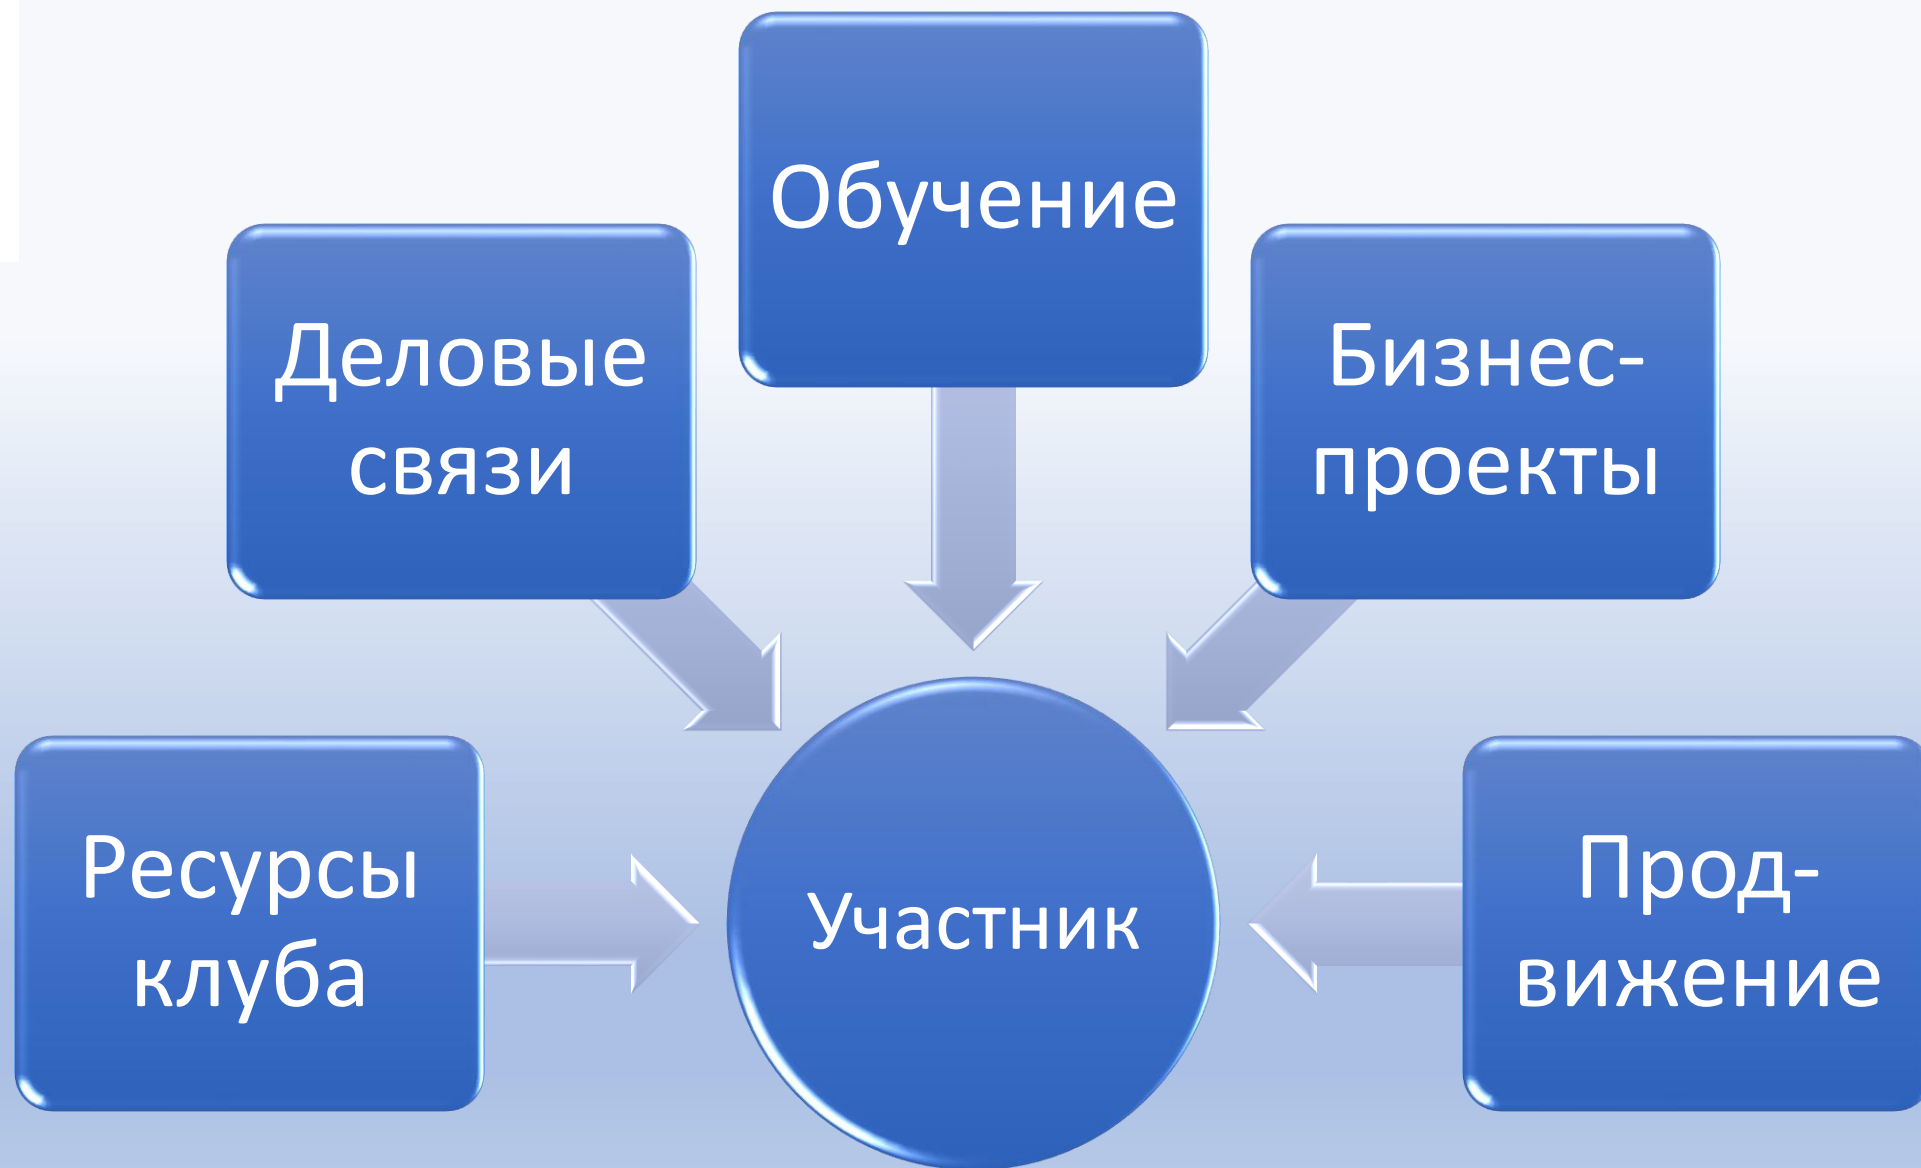 Обучение
Деловые
связи
Бизнес-
проекты
Ресурсы
клуба
Участник
Прод-
вижение